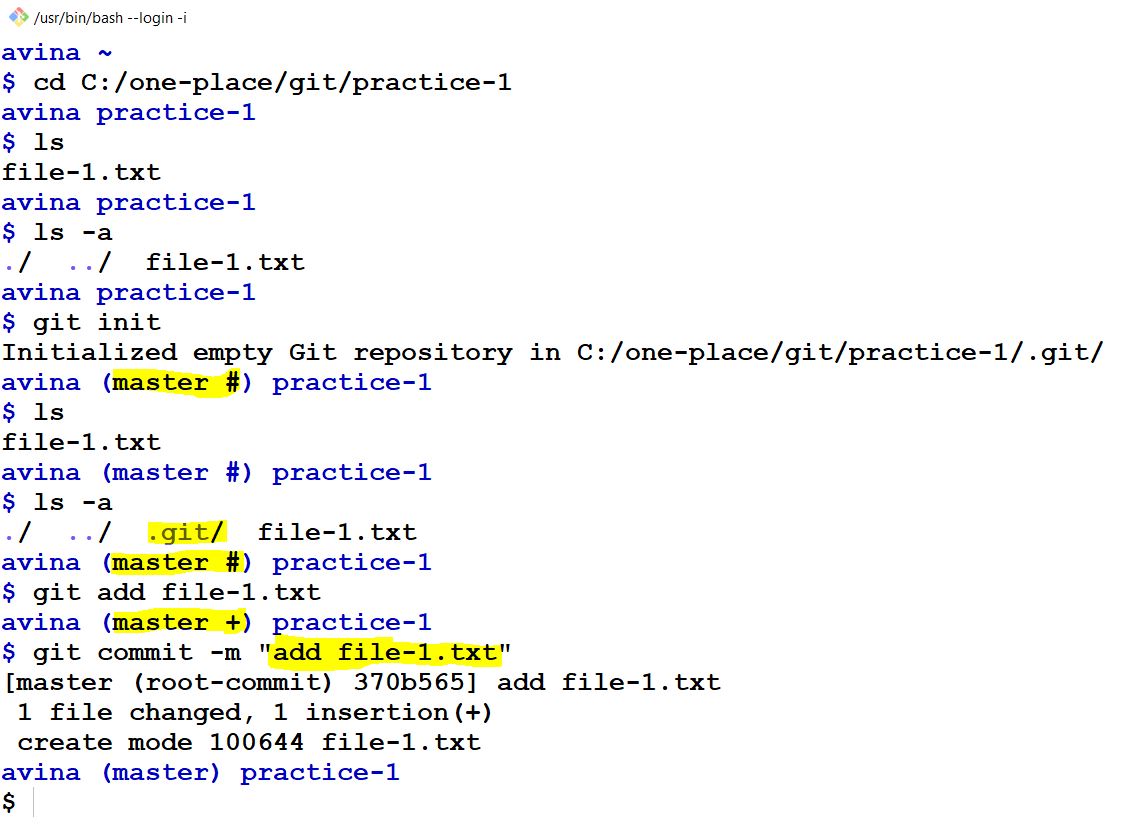 /usr/bin/bash --login -i
avina ~
$ cd C:/one-place/git/practice-1
avina practice-1
$ ls
file-1.txt
avina practice-1
$ ls -a
./  ../  file-1.txt
avina practice-1
$ git init
Initialized empty Git repository in C:/one-place/git/practice-1/.git/
avina (master #) practice-1
$ ls
file-1.txt
avina (master #) practice-1
$ ls -a
./  ../  .git/  file-1.txt
avina (master #) practice-1
$ git add file-1.txt
avina (master +) practice-1
$ git commit -m "add file-1.txt"
[master (root-commit) 370b565] add file-1.txt
 1 file changed, 1 insertion(+)
 create mode 100644 file-1.txt
avina (master) practice-1
$